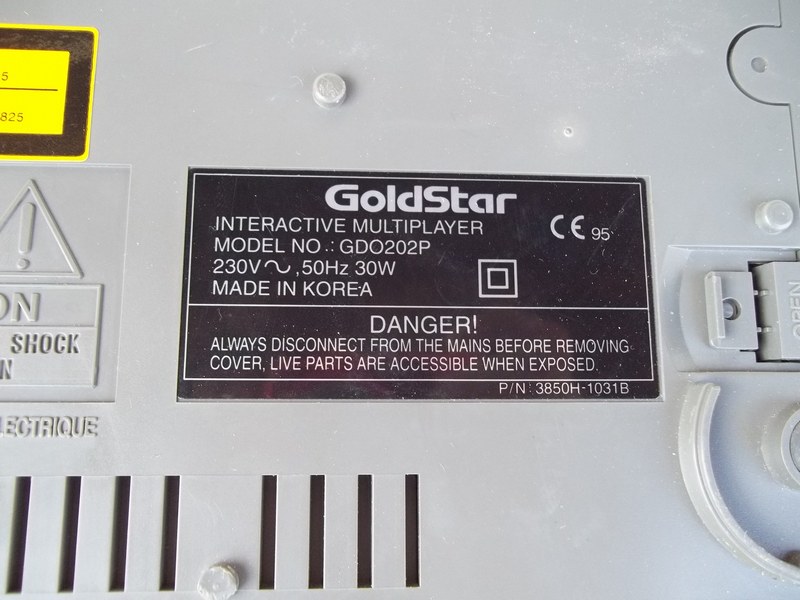 5
825
ON
SHOCK
N
LECTRIQUE
GoldStar
INTERACTIVE MULTIPLAYER
MODEL NO.: GDO202P
230V ~ ,50Hz 30W
MADE IN KOREA
CE 95
DANGER!
ALWAYS DISCONNECT FROM THE MAINS BEFORE REMOVING
COVER, LIVE PARTS ARE ACCESSIBLE WHEN EXPOSED.
P/N: 3850H-1031B
OPEN